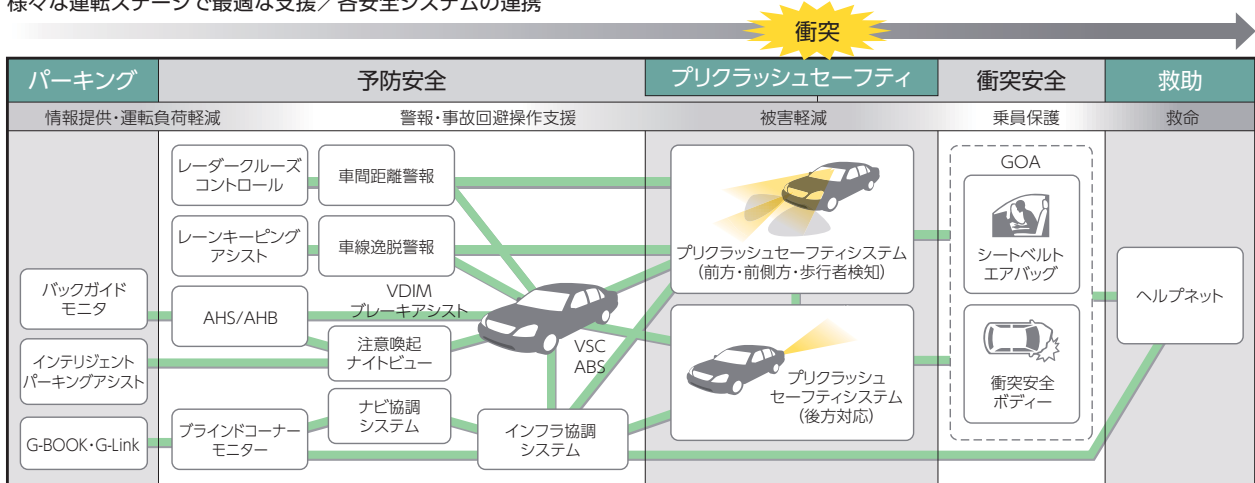 様々な運転ステージで最適な支援／各安全システムの連携
衝突
パーキング
予防安全
プリクラッシュセーフティ
衝突安全
救助
情報提供・運転負荷軽減
警報・事故回避操作支援
被害軽減
乗員保護
救命
レーダークルーズ
コントロール
車間距離警報
レーンキーピング
アシスト
車線逸脱警報
バックガイド
モニタ
AHS/AHB
VDIM
ブレーキアシスト
注意喚起
ナイトビュー
VSC
ABS
インテリジェント
パーキングアシスト
ナビ協調
システム
G-BOOK・G-Link
ブラインドコーナー
モニター
インフラ協調
システム
プリクラッシュセーフティシステム
(前方・前側方・歩行者検知)
プリクラッシュ
セーフティシステム
(後方対応)
GOA
シートベルト
エアバッグ
衝突安全
ボディー
ヘルプネット